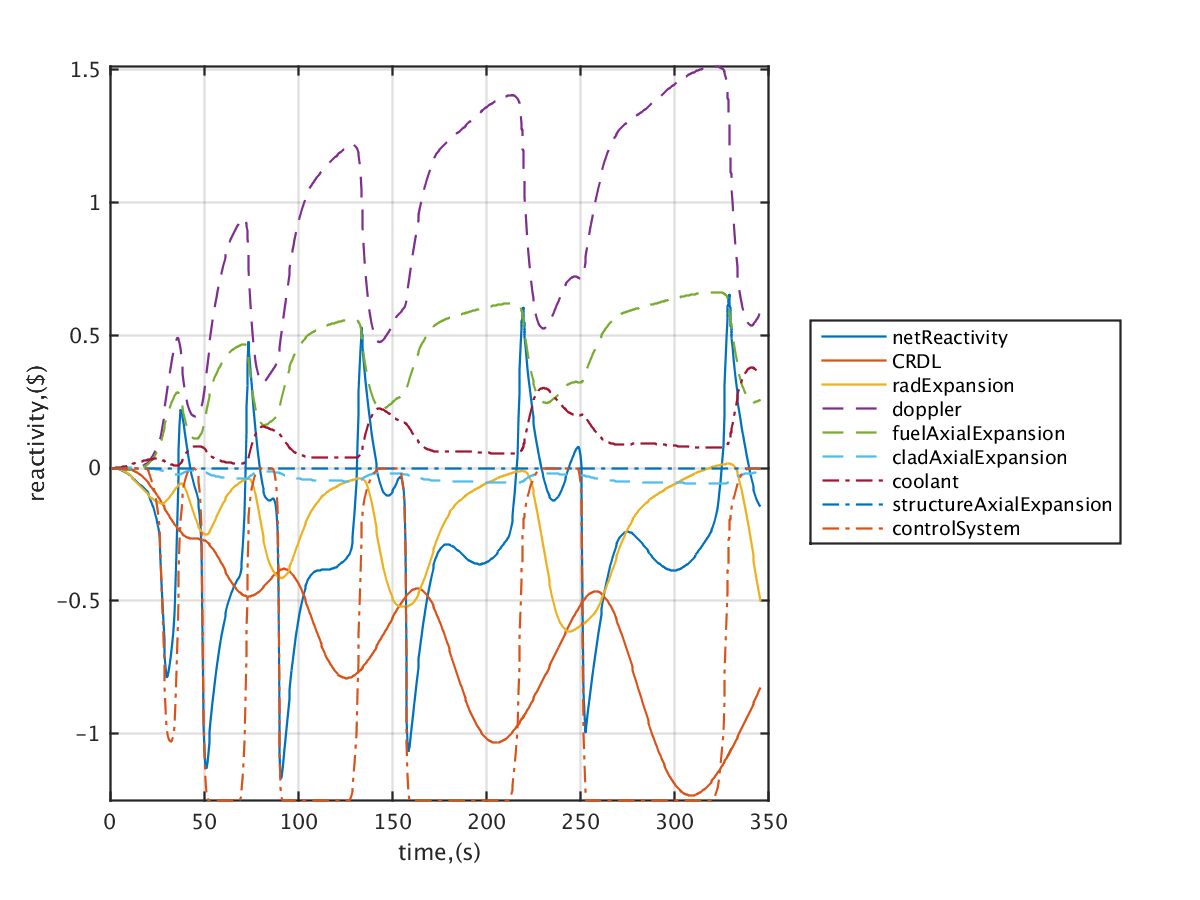 1.5
1
0.5
0
-0.5
-1
0 50 100 150 200 250 300 350
time,(s)
reactivity,($)
netReactivity
CRDL
radExpansion
doppler
fuelAxialExpansion
cladAxialExpansion
coolant
structureAxialExpansion
controlSystem